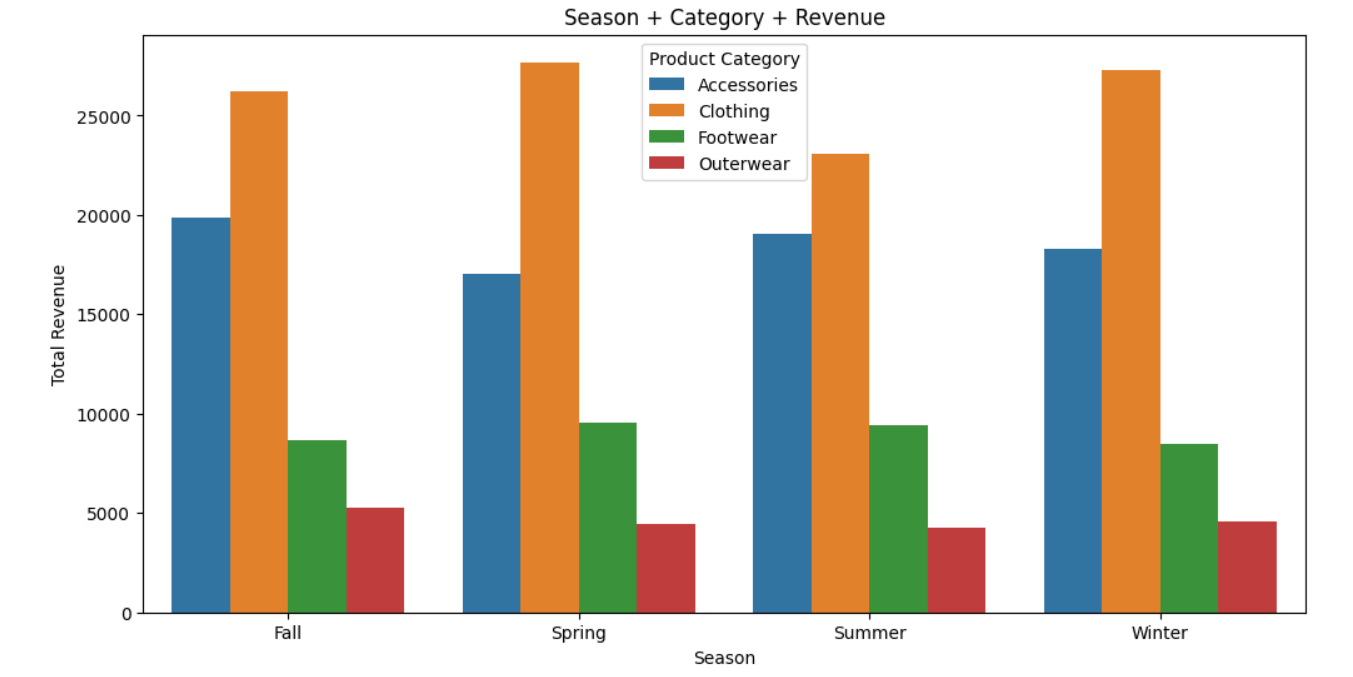 Season + Category + Revenue
Product Category
Accessories
Clothing
Footwear
Outerwear
Total Revenue
25000
20000
15000
10000
5000
0
Fall Spring Summer Winter
Season